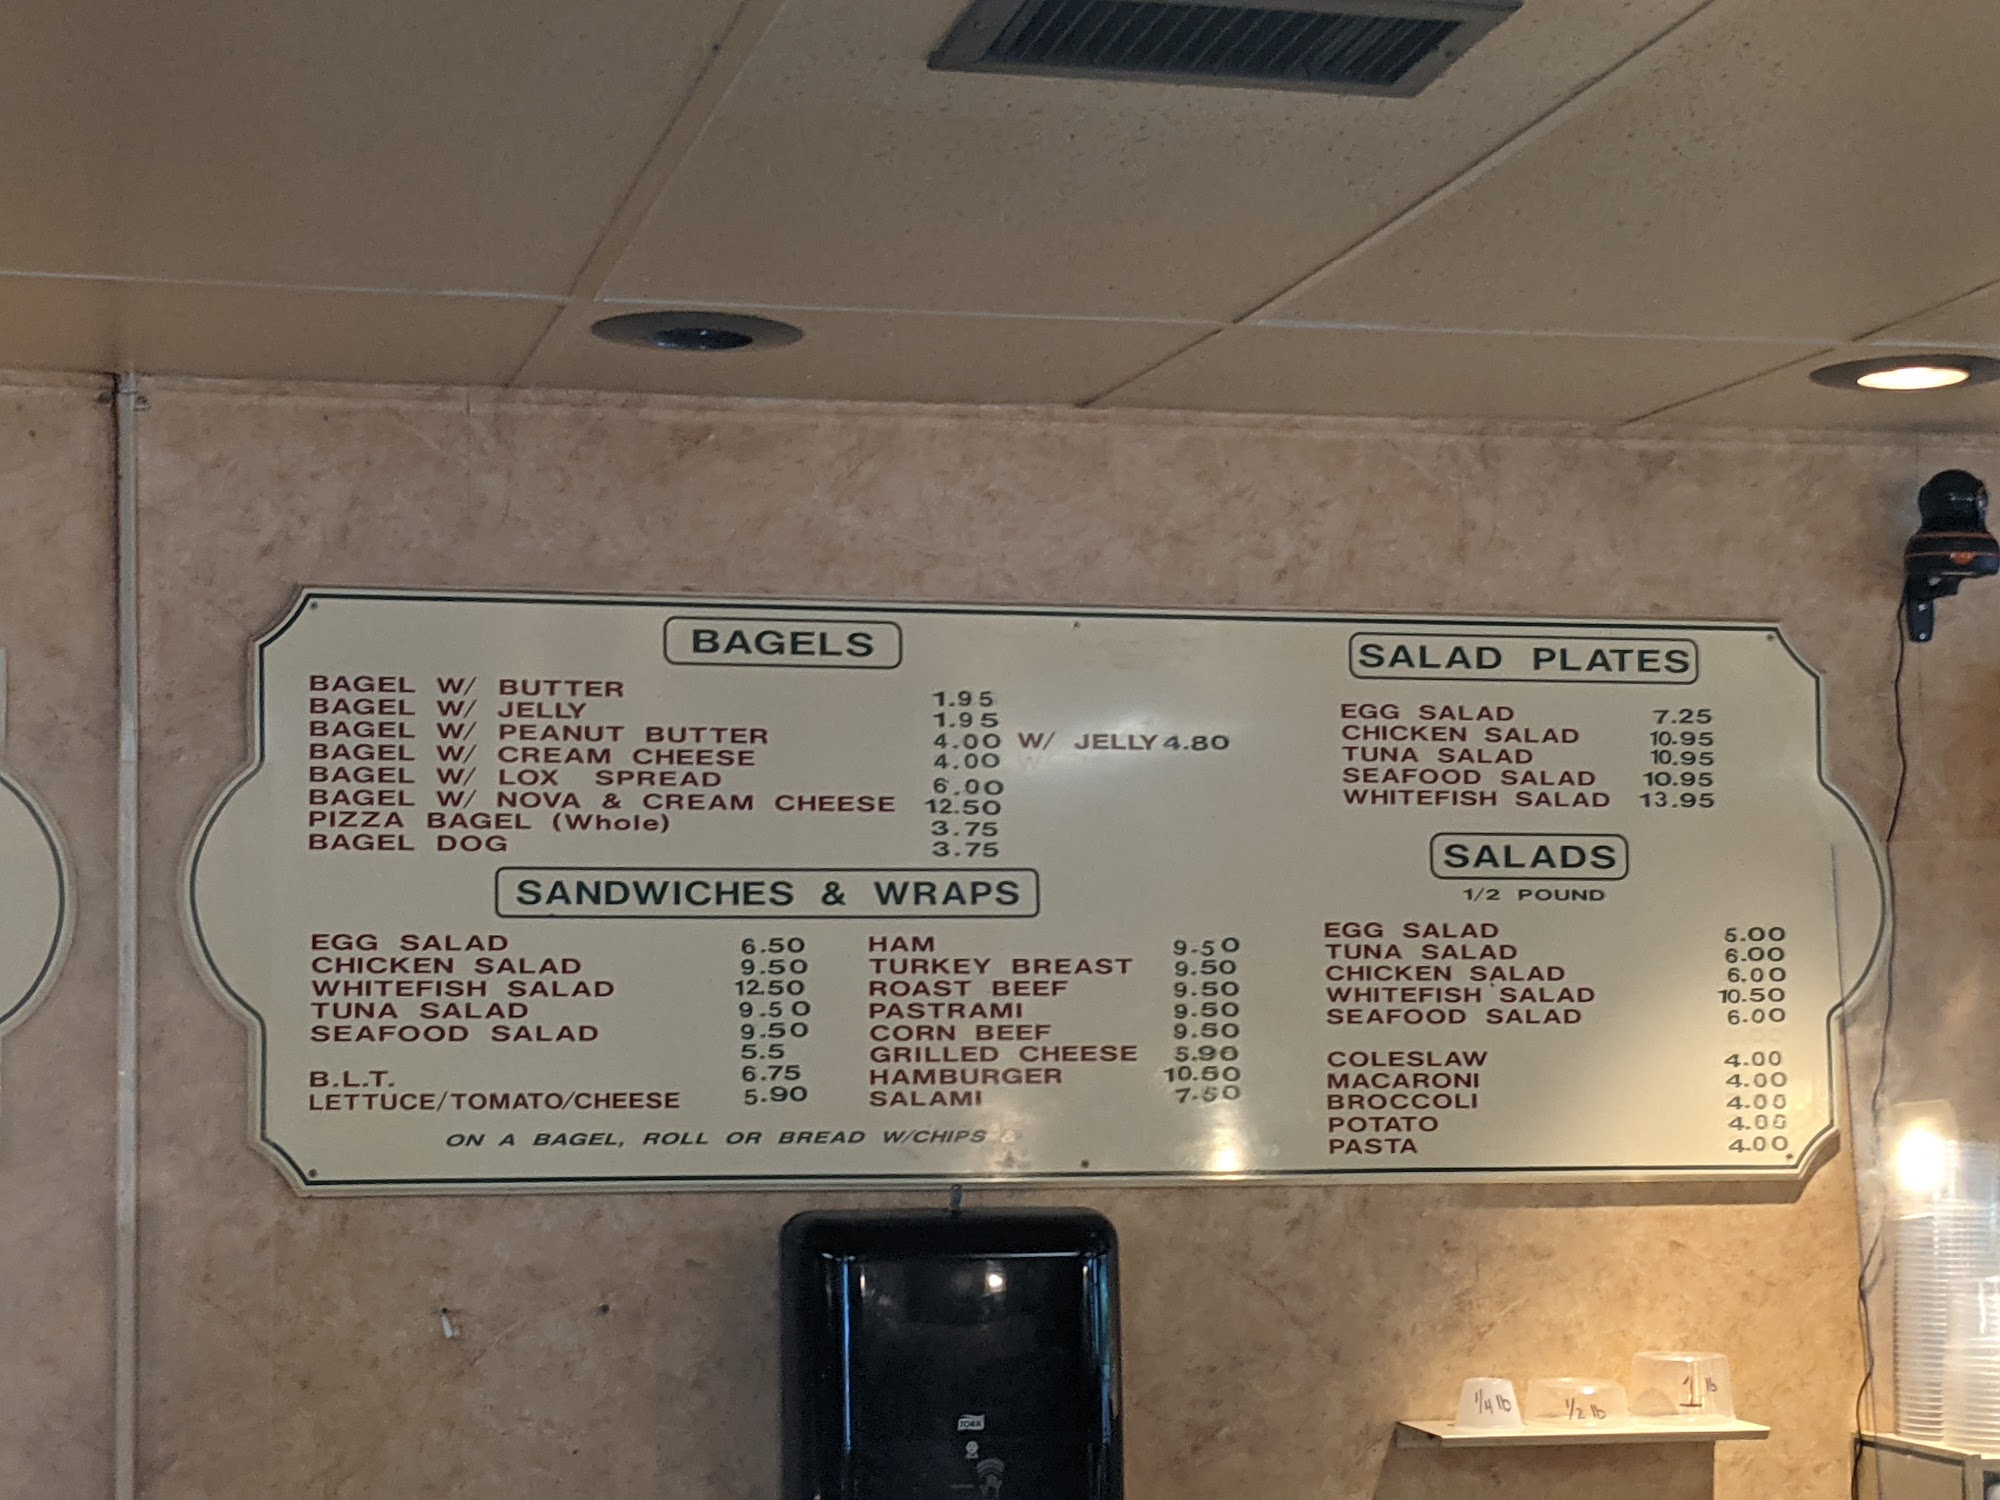 BAGELS
BAGEL W/ BUTTER 1.95
BAGEL W/ JELLY 1.95
BAGEL W/ PEANUT BUTTER 4.00 W/ JELLY 4.80
BAGEL W/ CREAM CHEESE 4.00
BAGEL W/ LOX SPREAD 6.00
BAGEL W/ NOVA & CREAM CHEESE 12.50
PIZZA BAGEL (Whole) 3.75
BAGEL DOG 3.75
SANDWICHES & WRAPS
EGG SALAD 6.50
CHICKEN SALAD 9.50
WHITEFISH SALAD 12.50
TUNA SALAD 9.50
SEAFOOD SALAD 9.50
5.5
B.L.T. 6.75
LETTUCE/TOMATO/CHEESE 5.90
HAM 9.50
TURKEY BREAST 9.50
ROAST BEEF 9.50
PASTRAMI 9.50
CORN BEEF 9.50
GRILLED CHEESE 5.90
HAMBURGER 10.50
SALAMI 7.50
ON A BAGEL, ROLL OR BREAD W/CHIPS &
SALAD PLATES
EGG SALAD 7.25
CHICKEN SALAD 10.95
TUNA SALAD 10.95
SEAFOOD SALAD 10.95
WHITEFISH SALAD 13.95
SALADS
1/2 POUND
EGG SALAD 5.00
TUNA SALAD 6.00
CHICKEN SALAD 6.00
WHITEFISH SALAD 10.50
SEAFOOD SALAD 6.00
COLESLAW 4.00
MACARONI 4.00
BROCCOLI 4.00
POTATO 4.00
PASTA 4.00
1/4 lb
1/2 lb
1 lb
TORK